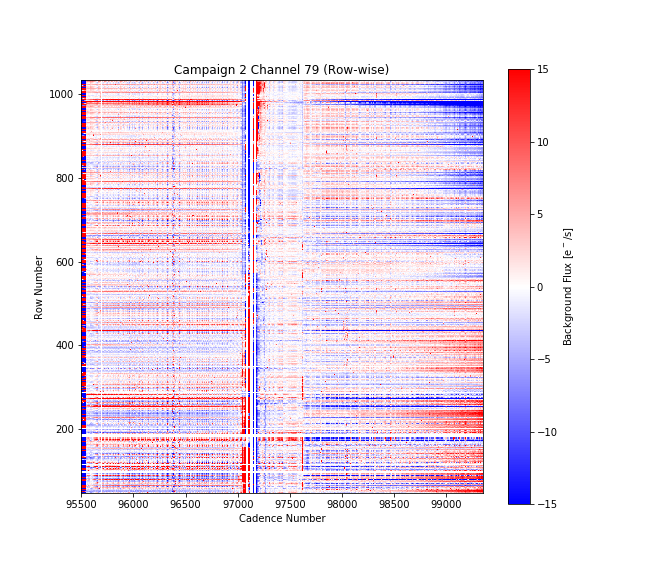 Campaign 2 Channel 79 (Row-wise)
1000
800
600
400
200
Row Number
95500 96000 96500 97000 97500 98000 98500 99000
Cadence Number
15
10
5
0
−5
−10
−15
Background Flux [e⁻/s]